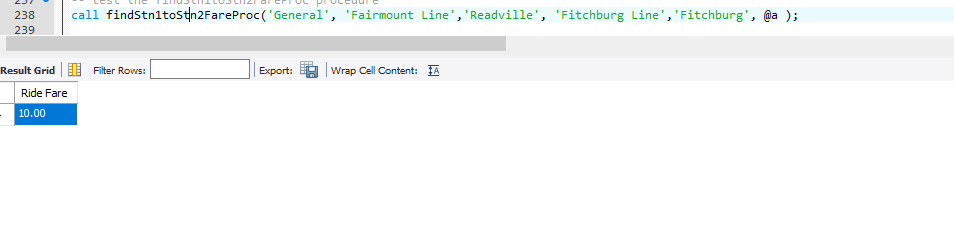 237
-- test the findStn1toStn2FareProc procedure
238 call findStn1toStn2FareProc('General', 'Fairmount Line','Readville', 'Fitchburg Line','Fitchburg', @a );
239
Result Grid Filter Rows: Export: Wrap Cell Content: IA
Ride Fare
10.00